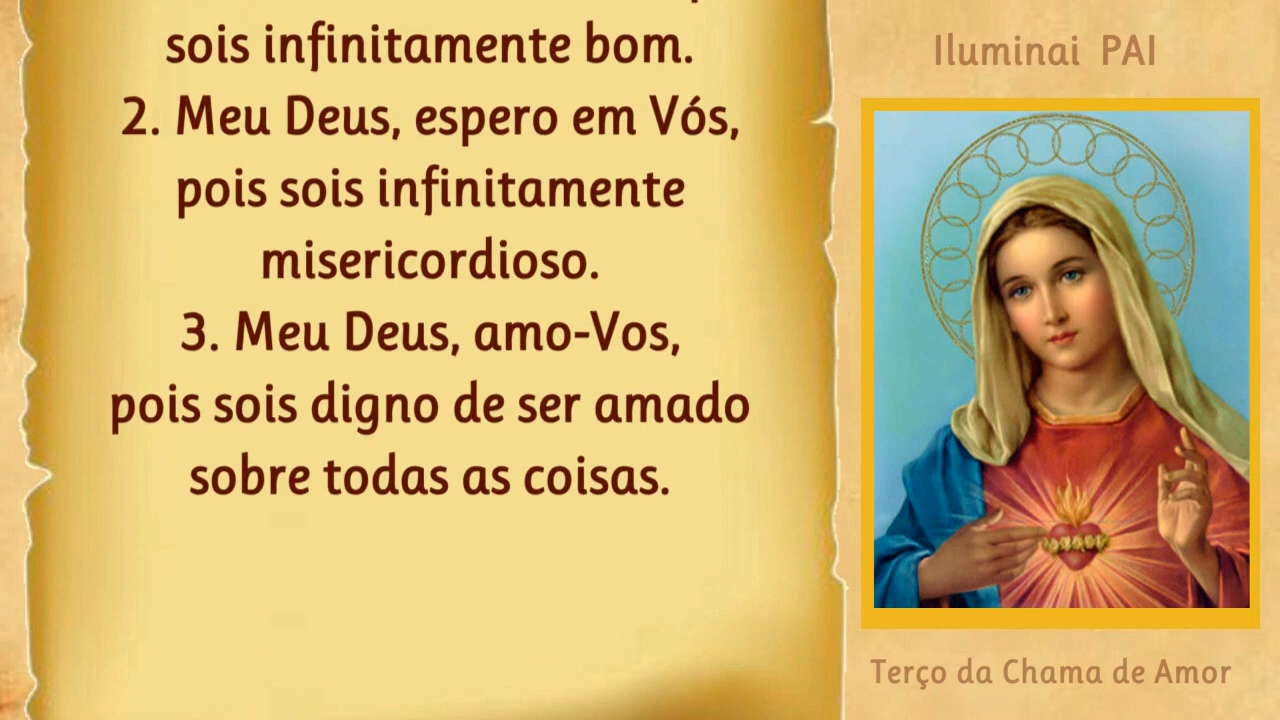 sois infinitamente bom.
2. Meu Deus, espero em Vós,
pois sois infinitamente
misericordioso.
3. Meu Deus, amo-Vos,
pois sois digno de ser amado
sobre todas as coisas.
Iluminai PAI
Terço da Chama de Amor